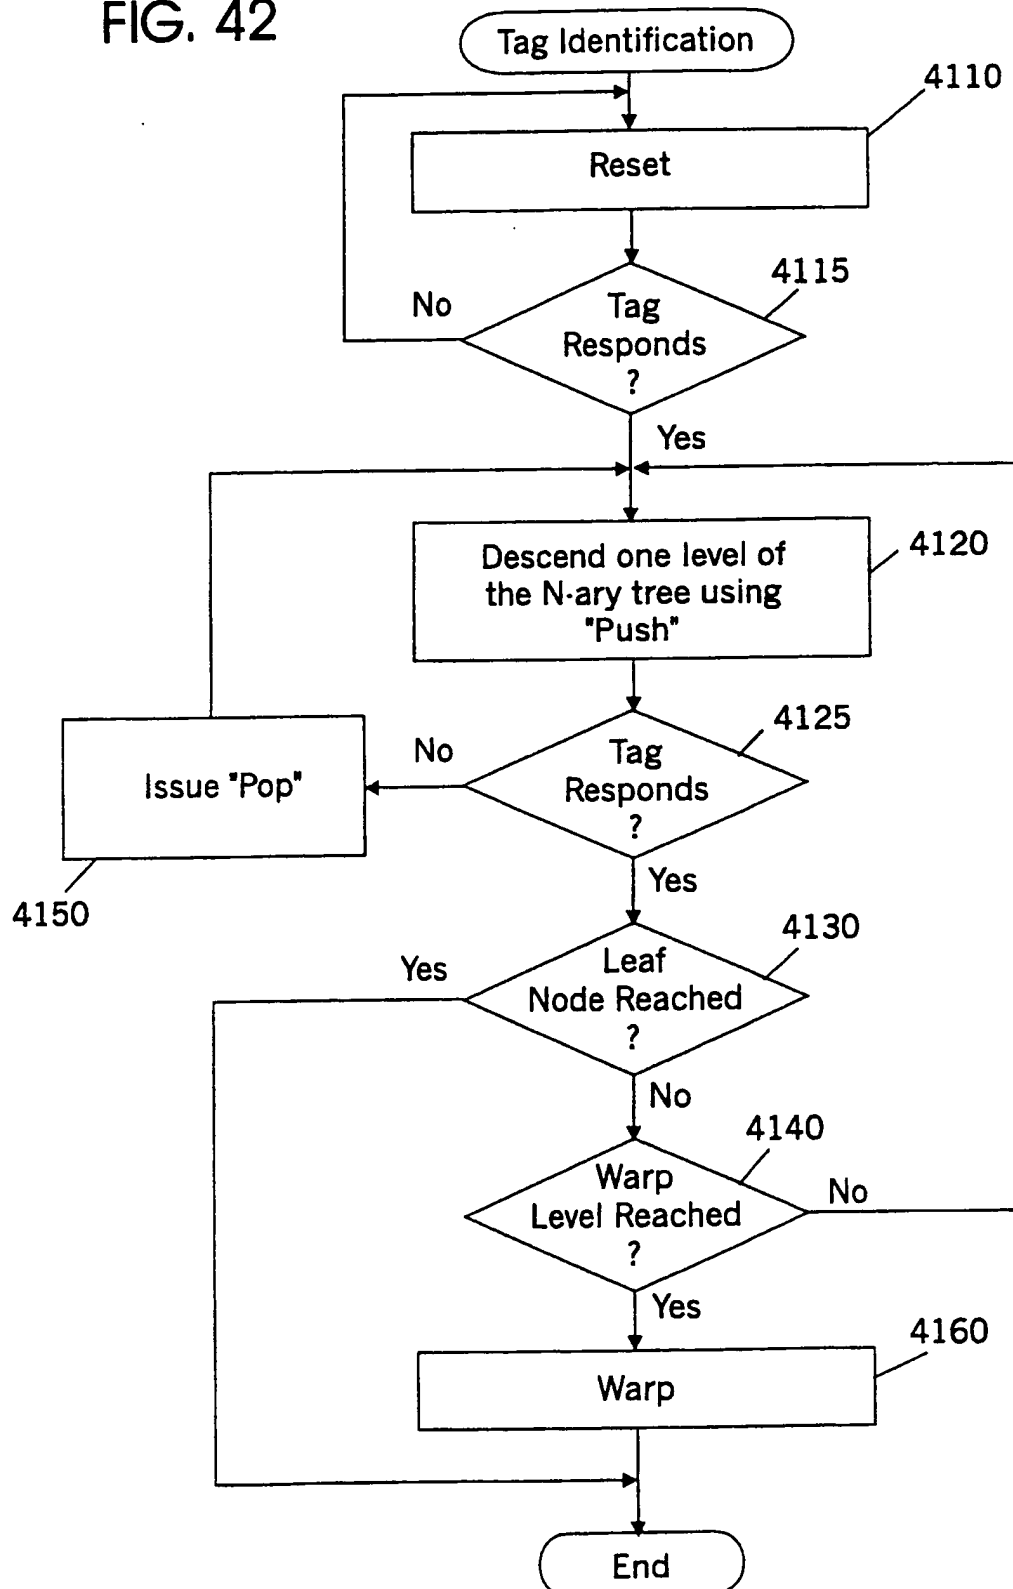 FIG. 42
Tag Identification
4110
Reset
4115
No
Tag
Responds
?
Yes
Descend one level of
the N-ary tree using
"Push"
4120
4125
No
Tag
Responds
?
Issue "Pop"
4150
Yes
4130
Yes
Leaf
Node Reached
?
No
4140
Warp
Level Reached
?
No
Yes
4160
Warp
End